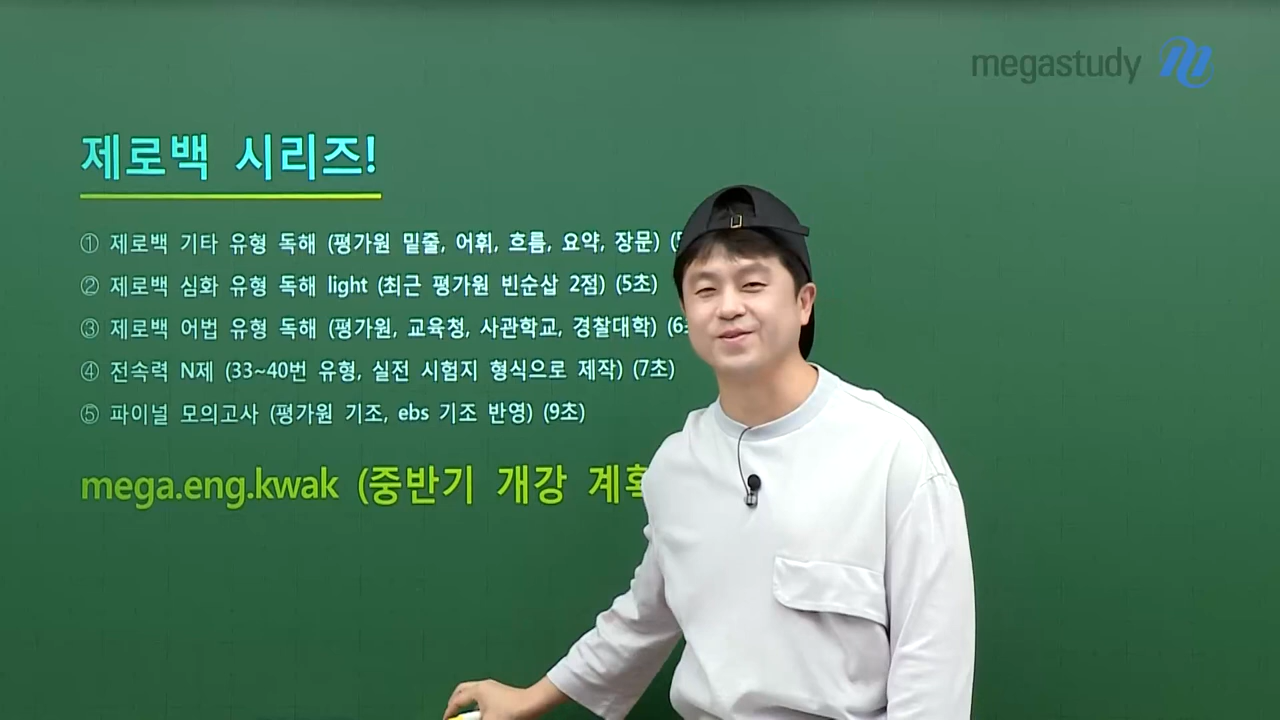 megastudy
제로백 시리즈!
① 제로백 기타 유형 독해 (평가원 밑줄, 어휘, 흐름, 요약, 장문)
② 제로백 심화 유형 독해 light (최근 평가원 빈순삽 2점) (5초)
③ 제로백 어법 유형 독해 (평가원, 교육청, 사관학교, 경찰대학)
④ 전속력 N제 (33~40번 유형, 실전 시험지 형식으로 제작) (7초)
⑤ 파이널 모의고사 (평가원 기조, ebs 기조 반영) (9초)
mega.eng.kwak (중반기 개강